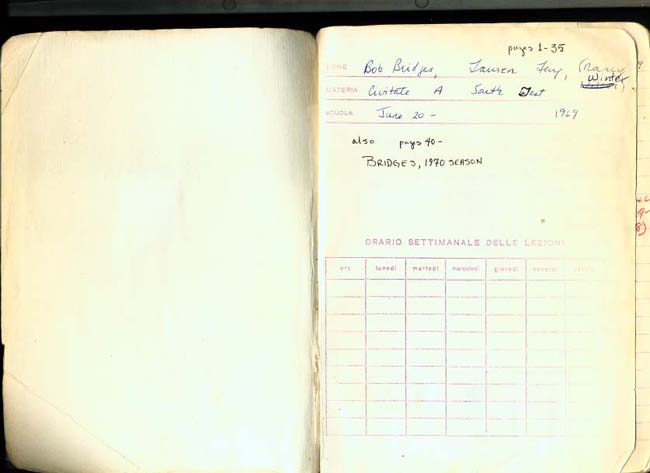 pages 1-35
NOME Bob Bridges, Lauren Fay, (Nancy
Winter
MATERIA Civitate A South Test
SCUOLA June 20 - 1969
also pages 40-
BRIDGES, 1970 SEASON
ORARIO SETTIMANALE DELLE LEZIONI
ore lunedì martedì mercoledì giovedì venerdì sabato